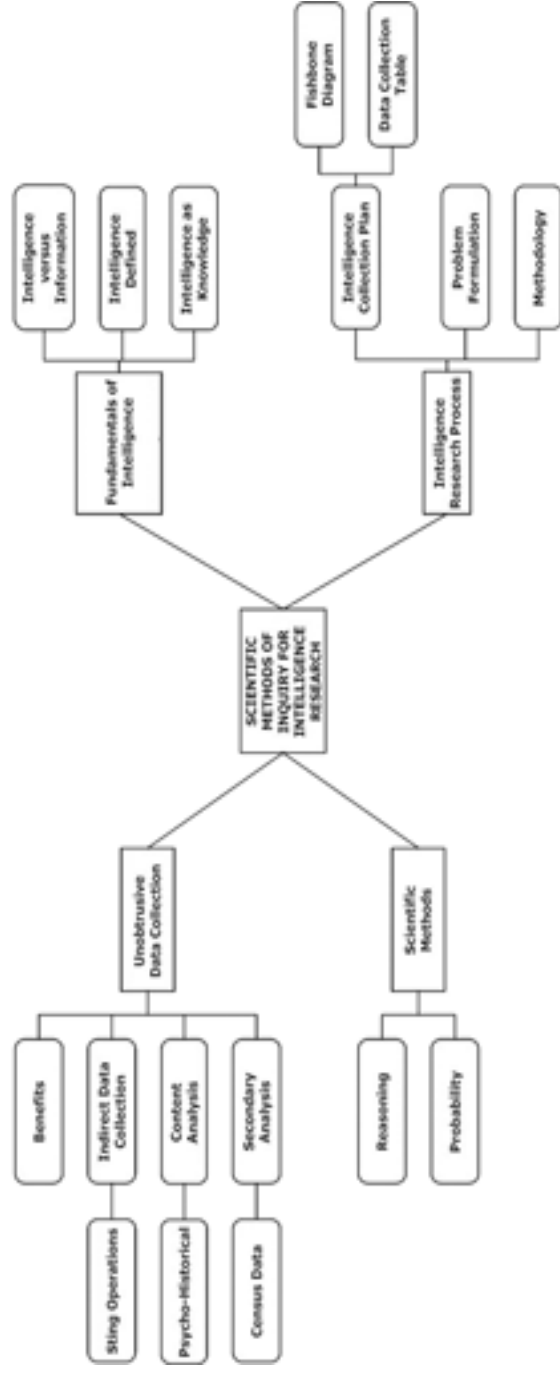 SCIENTIFIC
METHODS OF
INQUIRY FOR
INTELLIGENCE
RESEARCH
Unobtrusive
Data Collection
Benefits
Indirect Data
Collection
Sting Operations
Content
Analysis
Psycho-Historical
Secondary
Analysis
Consus Data
Scientific
Methods
Reasoning
Probability
Fundamentals of
Intelligence
Intelligence
versus
Information
Intelligence
Defined
Intelligence as
Knowledge
Intelligence
Research Process
Intelligence
Collection Plan
Fishbone
Diagram
Data Collection
Table
Problem
Formulation
Methodology